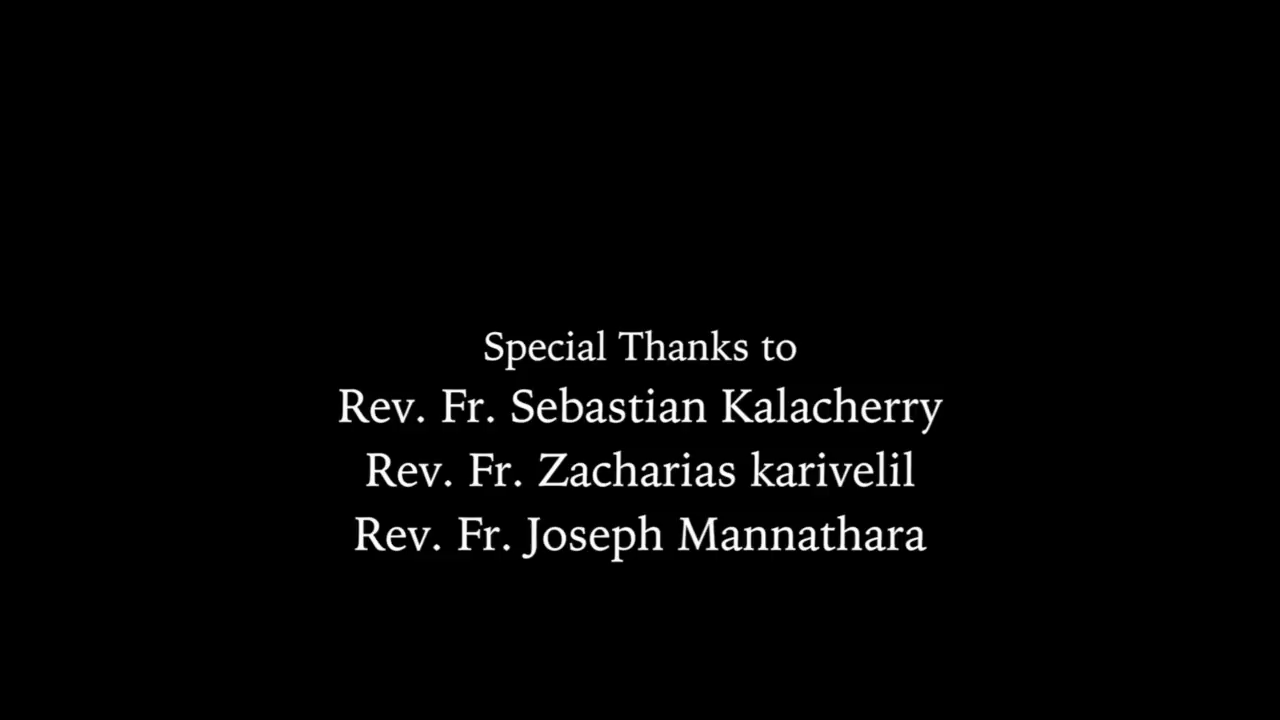 Special Thanks to
Rev. Fr. Sebastian Kalacherry
Rev. Fr. Zacharias karivelil
Rev. Fr. Joseph Mannathara